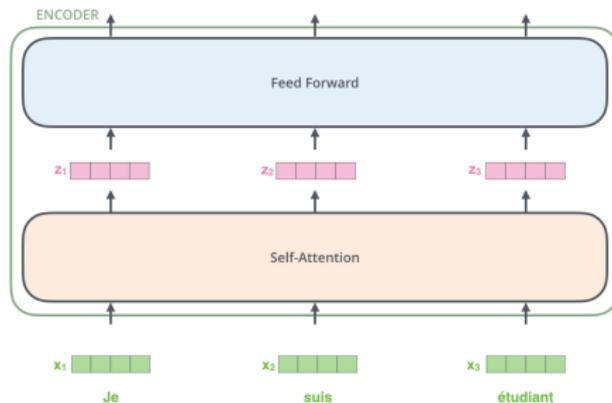 ENCODER
Feed Forward
z₁ z₂ z₃
Self-Attention
x₁ x₂ x₃
Je suis étudiant